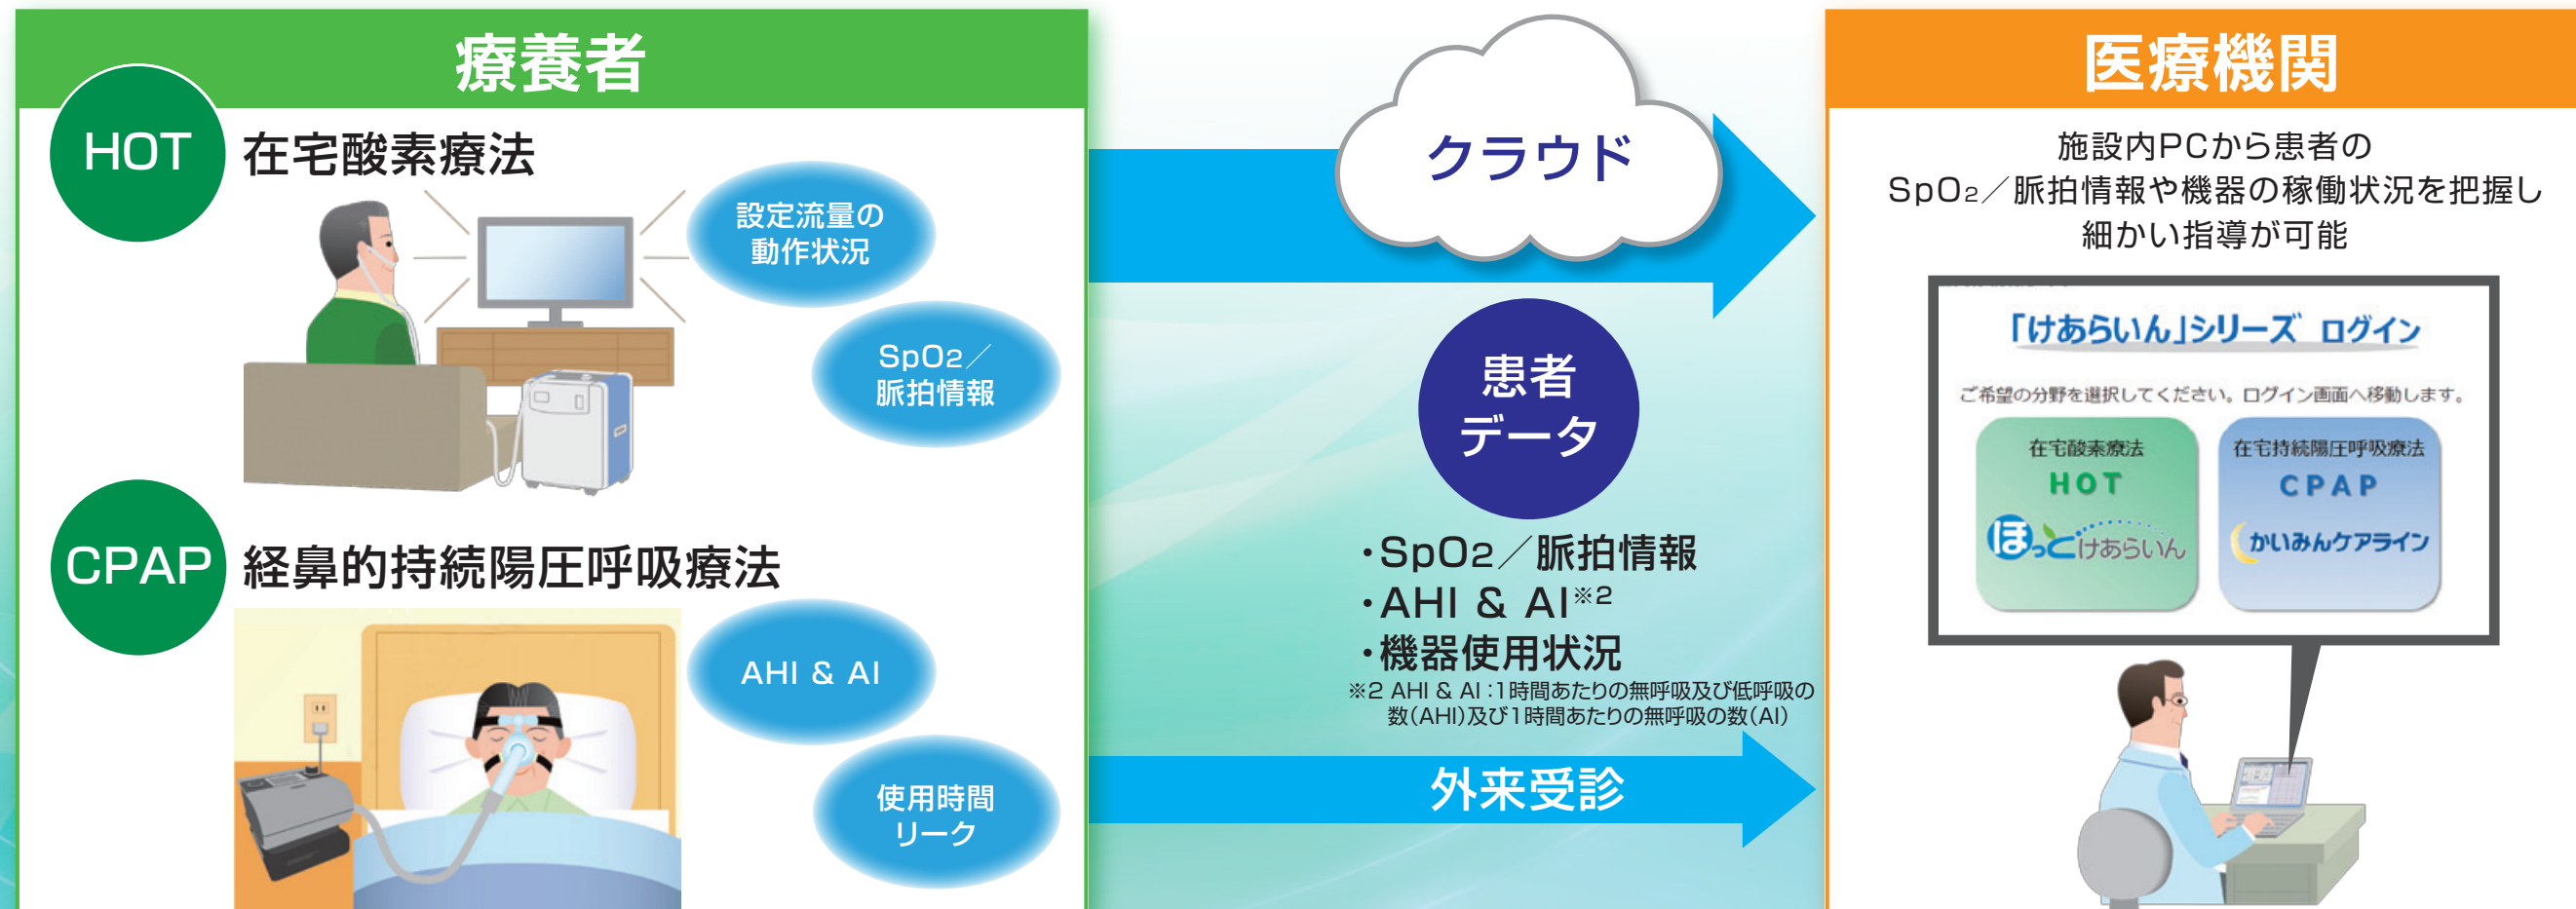 療養者
HOT
在宅酸素療法
設定流量の
動作状況
SpO2／
脈拍情報
CPAP
経鼻的持続陽圧呼吸療法
AHI & AI
使用時間
リーク
クラウド
患者
データ
・SpO2／脈拍情報
・AHI & AI※2
・機器使用状況
※2 AHI & AI：1時間あたりの無呼吸及び低呼吸の
数（AHI）及び1時間あたりの無呼吸の数（AI）
外来受診
医療機関
施設内PCから患者の
SpO2／脈拍情報や機器の稼働状況を把握し
細かい指導が可能
「けあらいん」シリーズ ログイン
ご希望の分野を選択してください。ログイン画面へ移動します。
在宅酸素療法
HOT
ほっとけあらいん
在宅持続陽圧呼吸療法
CPAP
かいみんケアライン